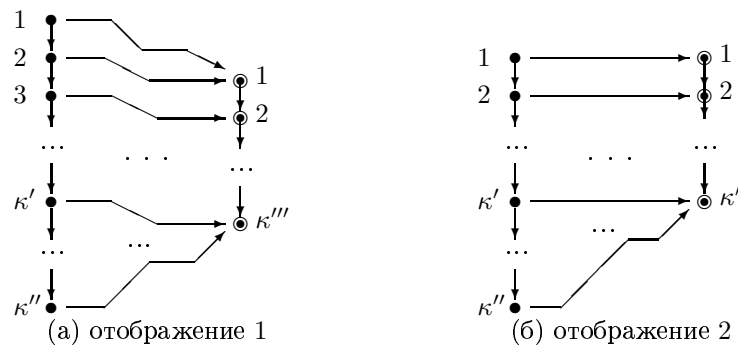 1
2
3
...
κ′
...
κ″
1
2
...
κ‴
. . .
...
(а) отображение 1
1
2
...
κ′
...
κ″
1
2
...
κ′
. . .
...
(б) отображение 2